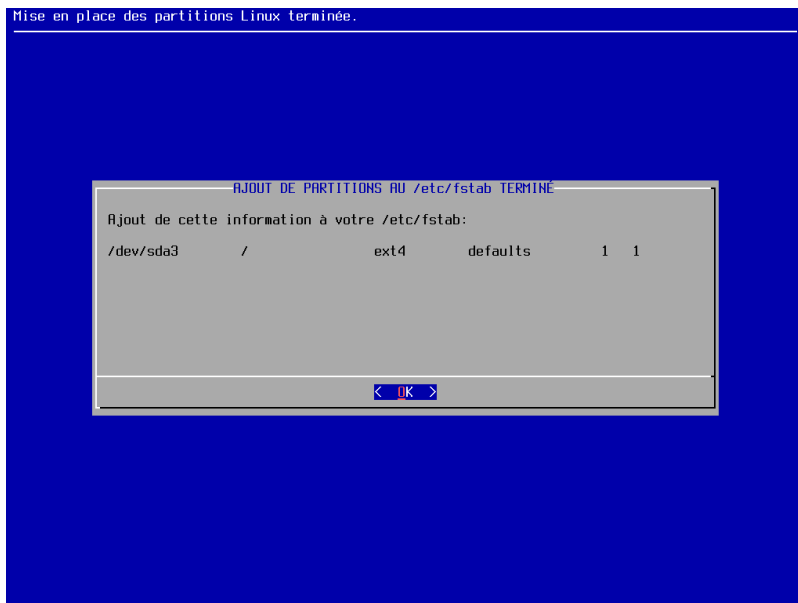 Mise en place des partitions Linux terminée.
AJOUT DE PARTITIONS AU /etc/fstab TERMINÉ
Ajout de cette information à votre /etc/fstab:
/dev/sda3 / ext4 defaults 1 1
< OK >